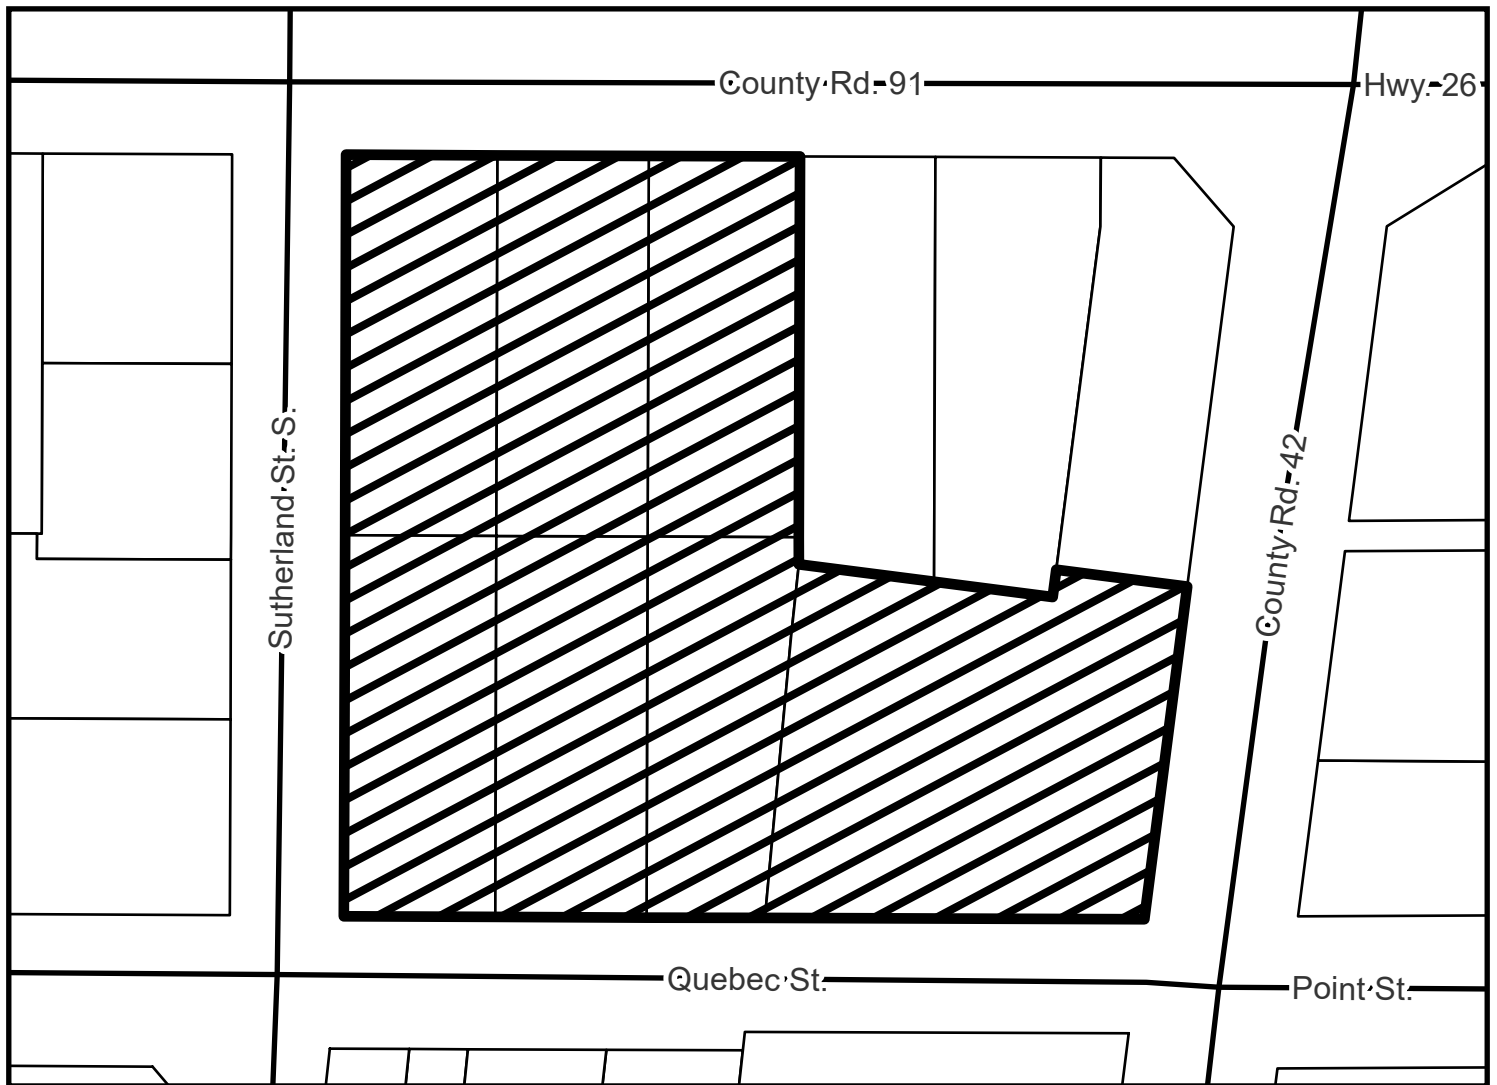 County Rd. 91
Hwy. 26
Sutherland St. S.
County Rd. 42
Quebec St.
Point St.